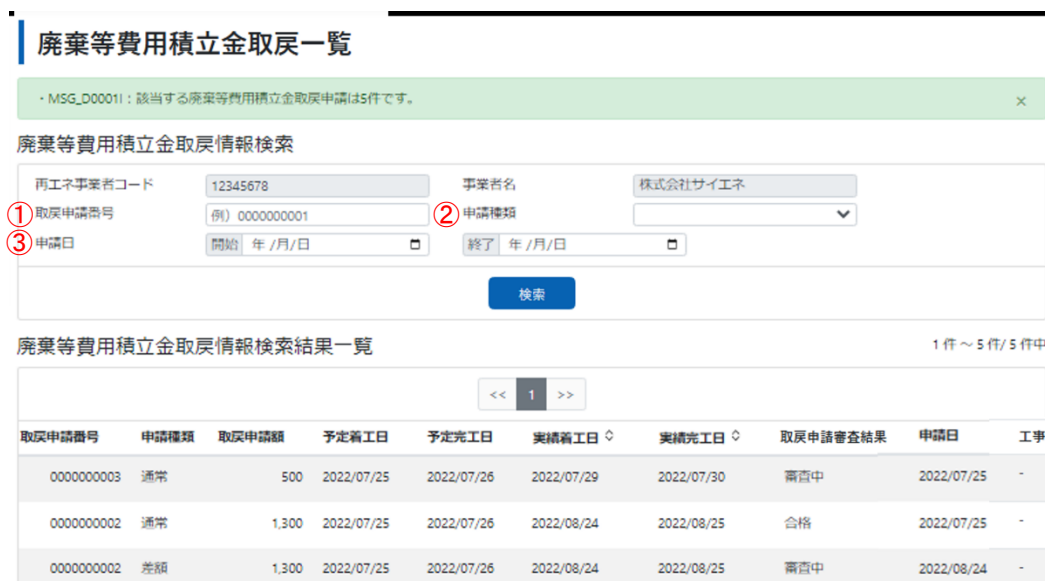 廃棄等費用積立金取戻一覧
・MSG_D0001I：該当する廃棄等費用積立金取戻申請は5件です。 ×
廃棄等費用積立金取戻情報検索
再エネ事業者コード 12345678 事業者名 株式会社サイエネ
①取戻申請番号 例）0000000001 ②申請種類
③申請日 開始 年 /月/日 終了 年 /月/日
検索
廃棄等費用積立金取戻情報検索結果一覧 1 件 ～ 5 件/ 5 件中
<< 1 >>
取戻申請番号 申請種類 取戻申請額 予定着工日 予定完工日 実績着工日 実績完工日 取戻申請審査結果 申請日 工事
0000000003 通常 500 2022/07/25 2022/07/26 2022/07/29 2022/07/30 審査中 2022/07/25 -
0000000002 通常 1,300 2022/07/25 2022/07/26 2022/08/24 2022/08/25 合格 2022/07/25 -
0000000002 差額 1,300 2022/07/25 2022/07/26 2022/08/24 2022/08/25 審査中 2022/08/24 -